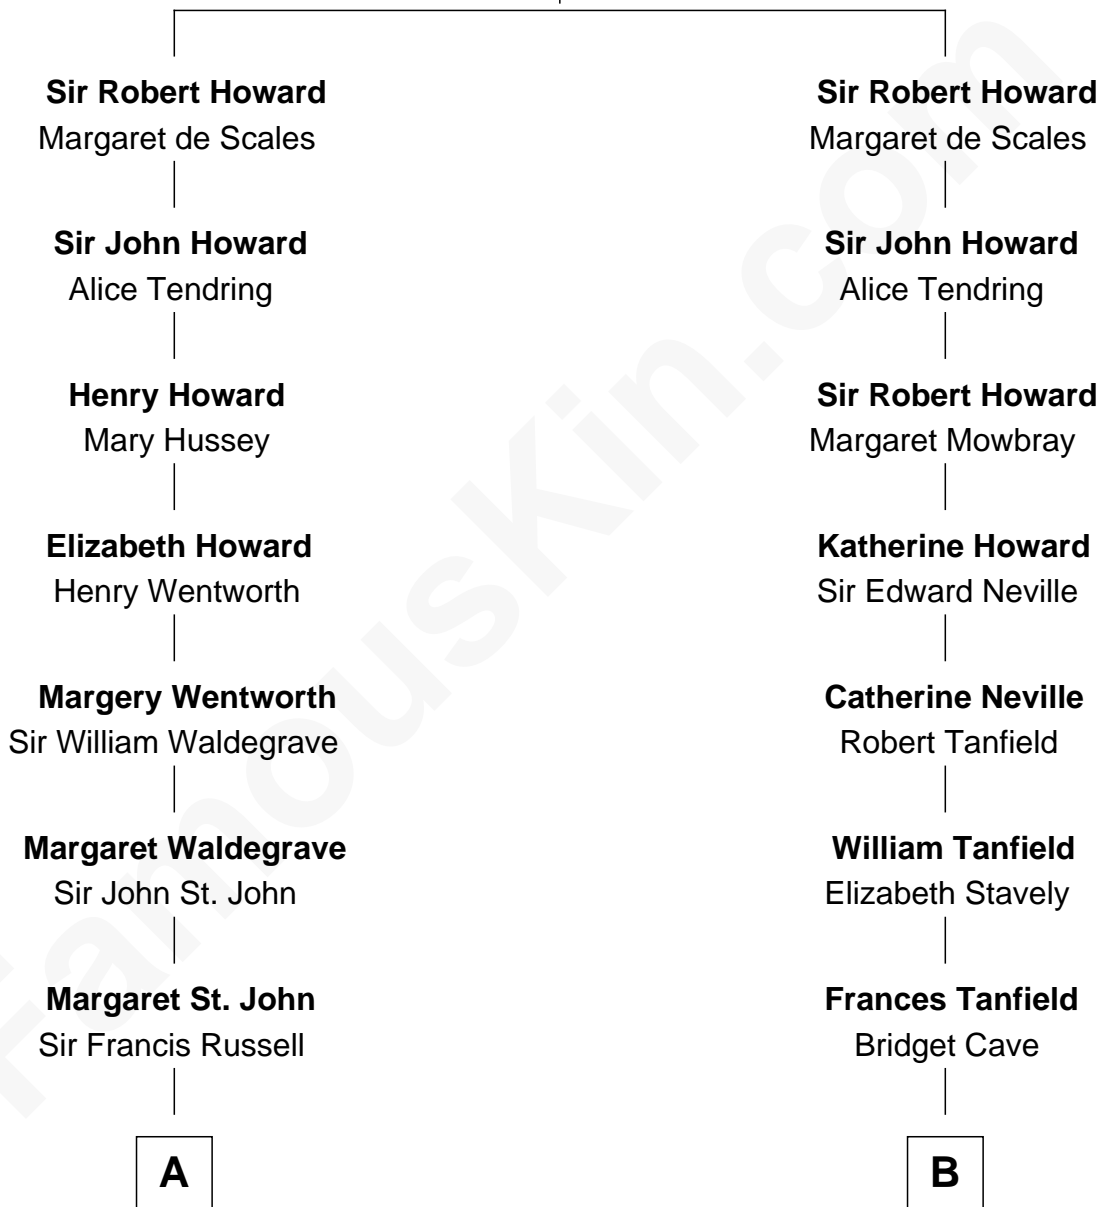 Sir Robert Howard
Margaret de Scales
Sir John Howard
Alice Tendring
Henry Howard
Mary Hussey
Elizabeth Howard
Henry Wentworth
Margery Wentworth
Sir William Waldegrave
Margaret Waldegrave
Sir John St. John
Margaret St. John
Sir Francis Russell
A
Sir Robert Howard
Margaret de Scales
Sir John Howard
Alice Tendring
Sir Robert Howard
Margaret Mowbray
Katherine Howard
Sir Edward Neville
Catherine Neville
Robert Tanfield
William Tanfield
Elizabeth Stavely
Frances Tanfield
Bridget Cave
B
FamousKin.com